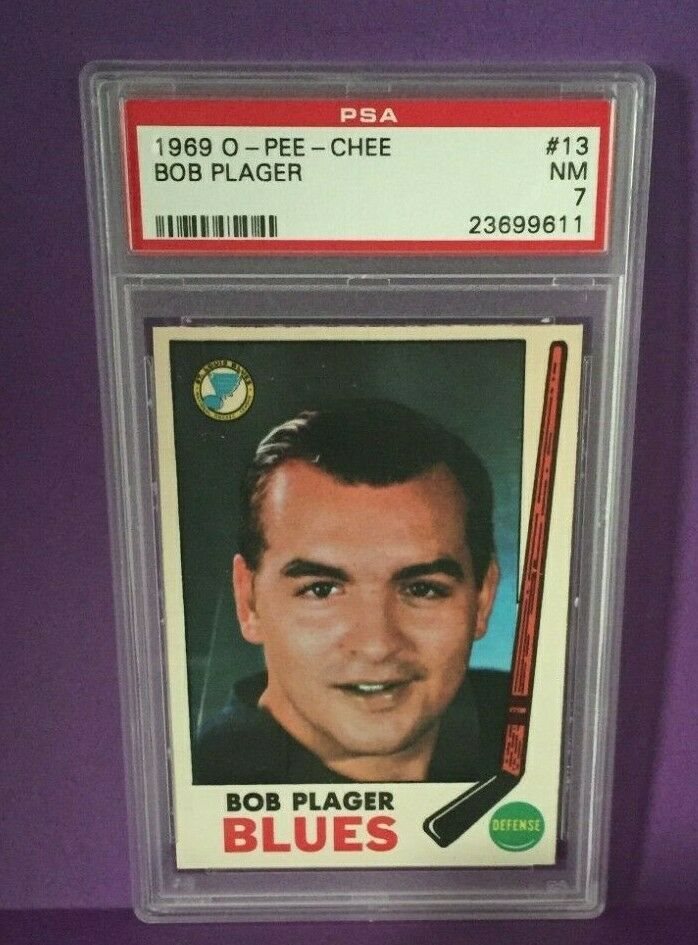 PSA
1969 O-PEE-CHEE #13
BOB PLAGER NM
7
23699611
BOB PLAGER
BLUES
DEFENSE